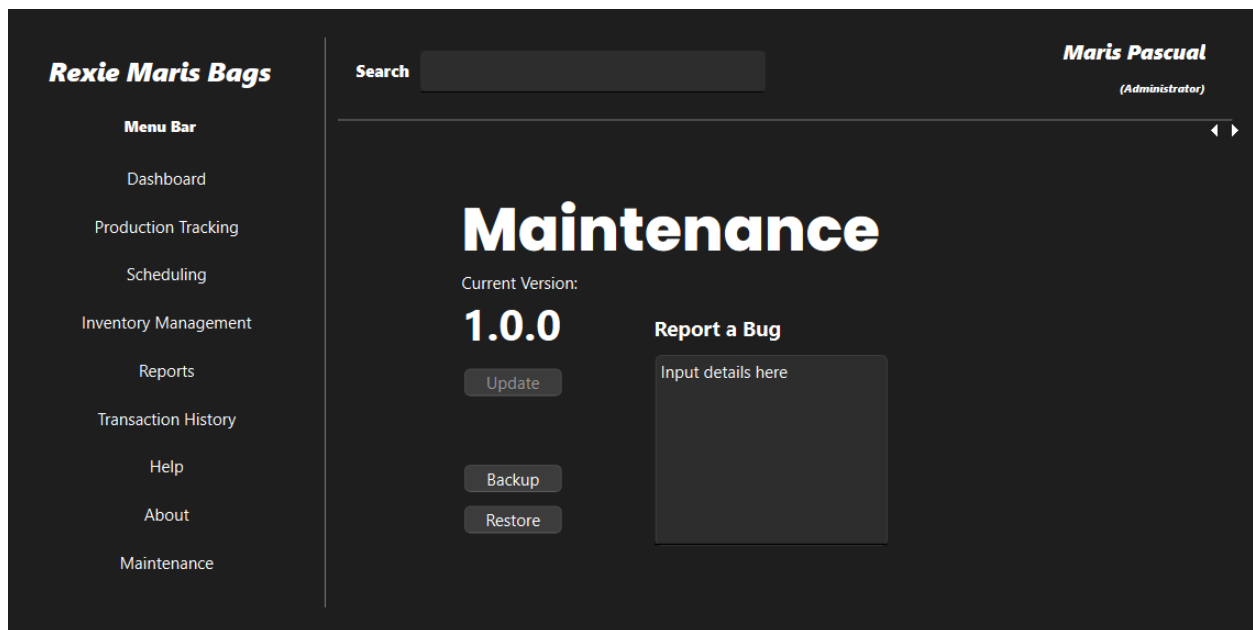 Rexie Maris Bags
Menu Bar
Dashboard
Production Tracking
Scheduling
Inventory Management
Reports
Transaction History
Help
About
Maintenance
Search
Maris Pascual
(Administrator)
Maintenance
Current Version:
1.0.0
Update
Backup
Restore
Report a Bug
Input details here